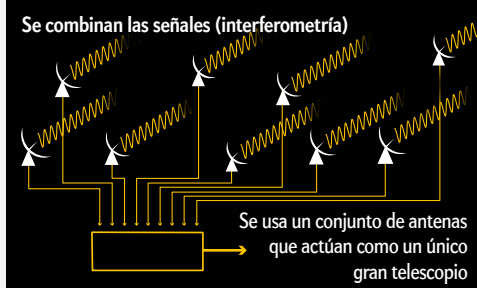 Se combinan las señales (interferometría)
Se usa un conjunto de antenas
que actúan como un único
gran telescopio